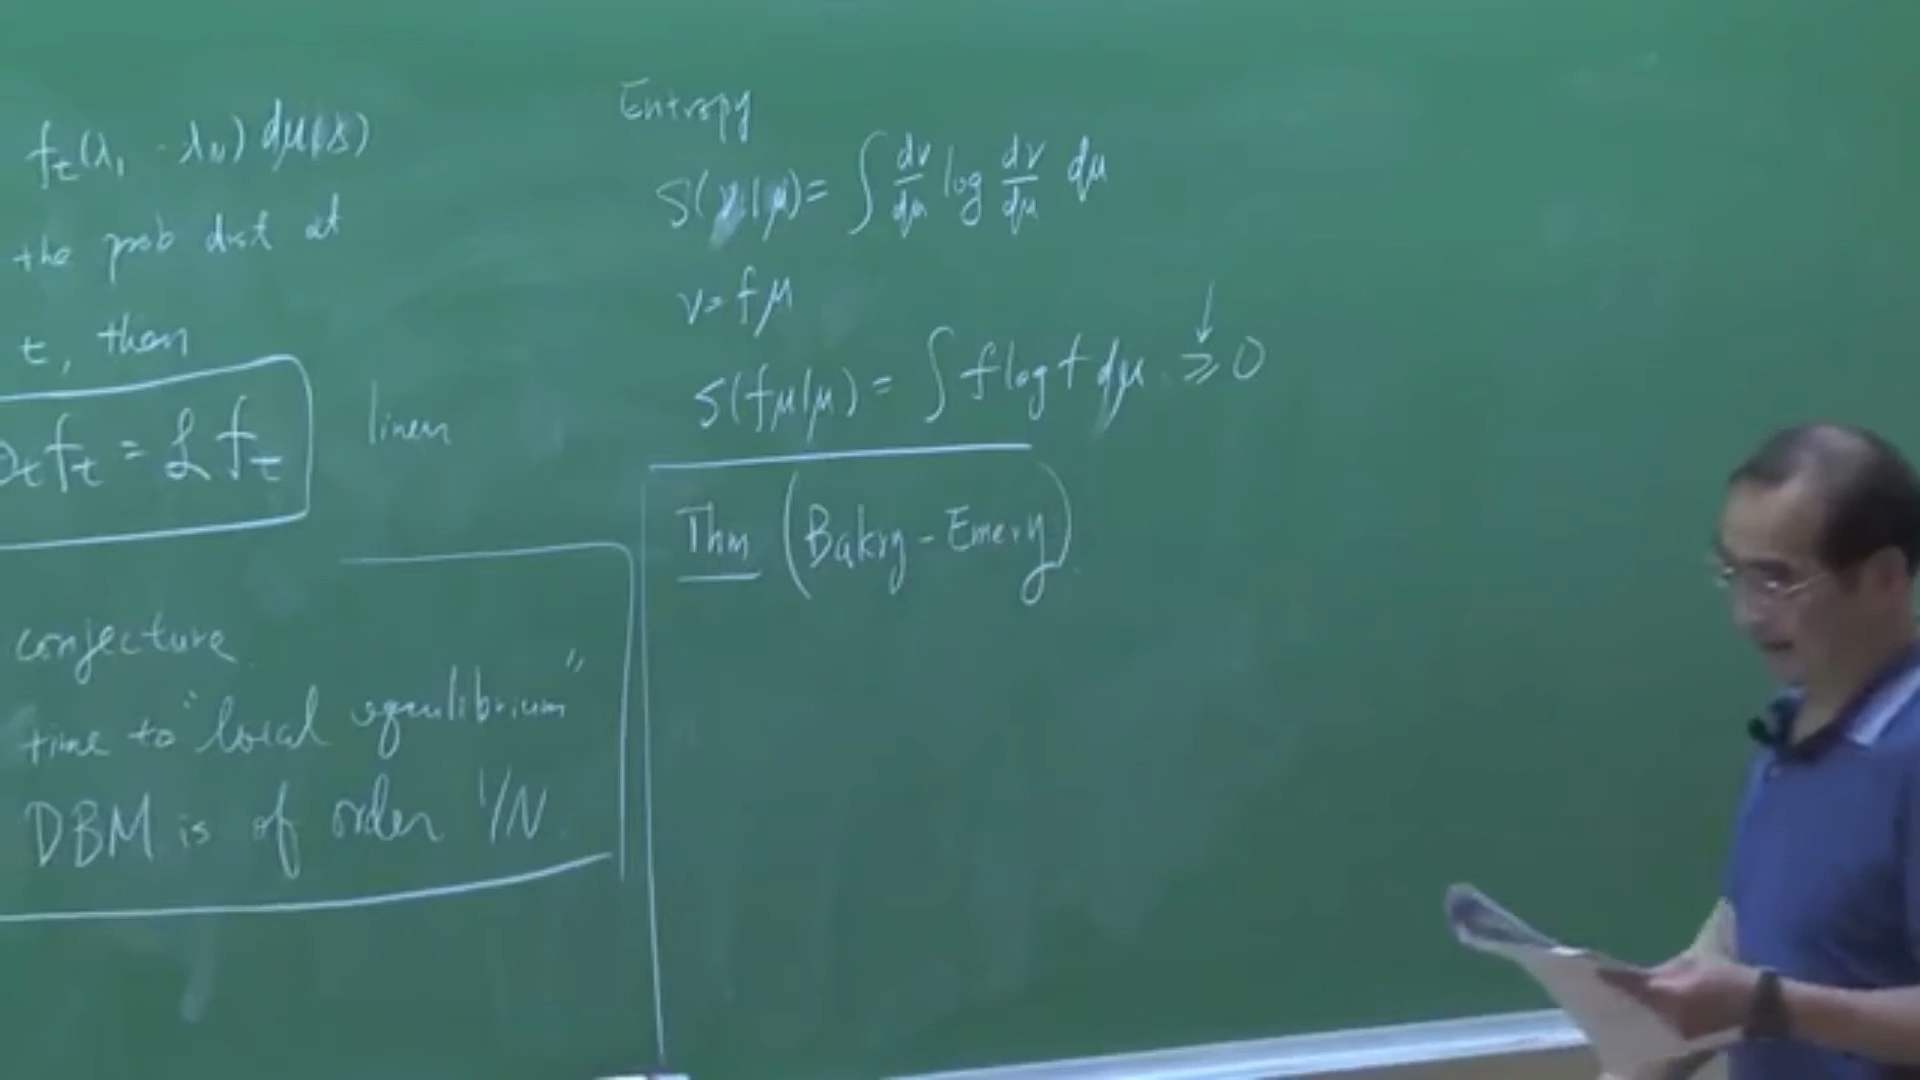 f_t(λ_1 - λ_N) dμ(λ)
the prob dist at
t, then
∂_t f_t = ℒ f_t
linear
conjecture
time to "local equilibrium"
DBM is of order 1/N.
Entropy
S(ν|μ) = ∫ dν/dμ log dν/dμ dμ
ν = fμ
S(fμ|μ) = ∫ f log f dμ. ≥ 0
Thm (Bakry-Emery)